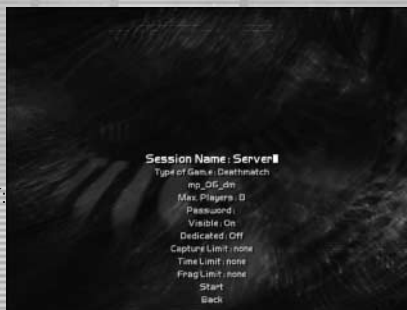 Session Name: Server
Type of Game: Deathmatch
mp_06_dm
Max. Players: 8
Password:
Visible: On
Dedicated: Off
Capture Limit: none
Time Limit: none
Frag Limit: none
Start
Back